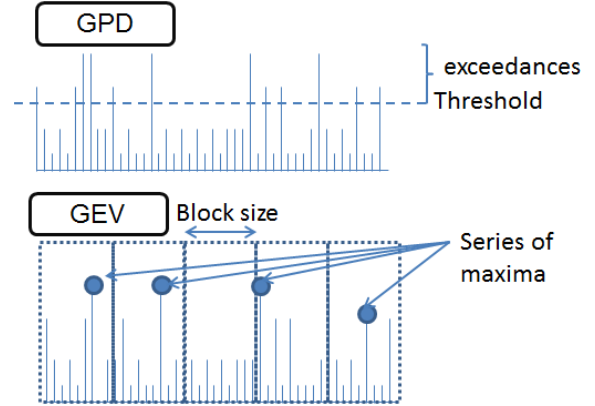 GPD
exceedances
Threshold
GEV
Block size
Series of
maxima